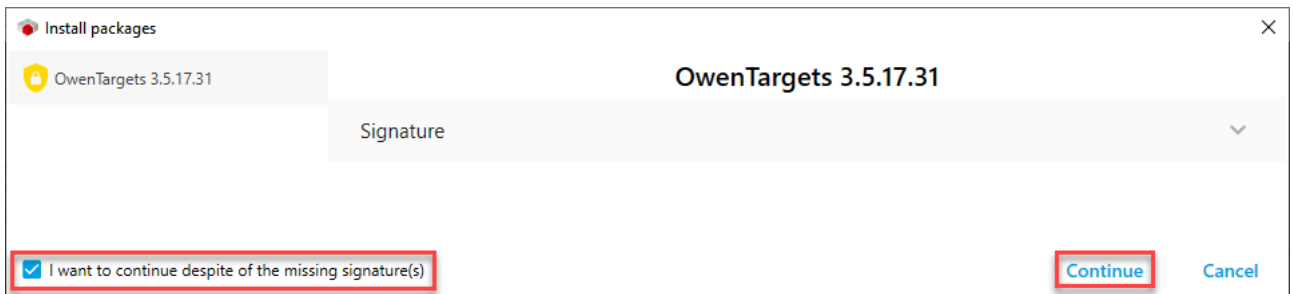 Install packages
OwenTargets 3.5.17.31
OwenTargets 3.5.17.31
Signature
I want to continue despite of the missing signature(s)
Continue
Cancel